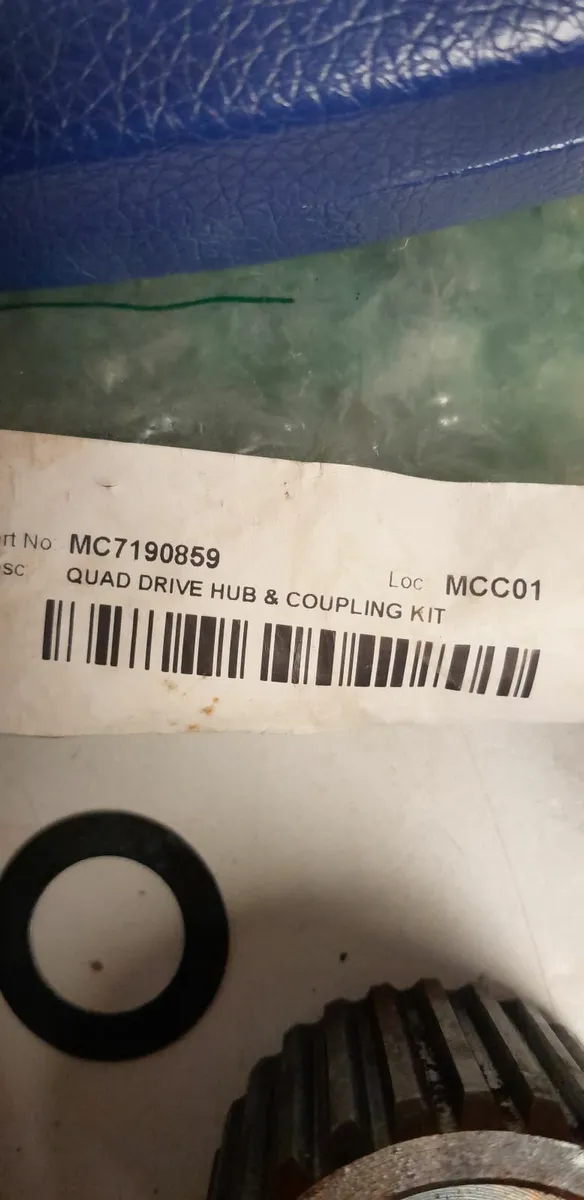 rt No MC7190859
sc QUAD DRIVE HUB & COUPLING KIT
Loc MCC01